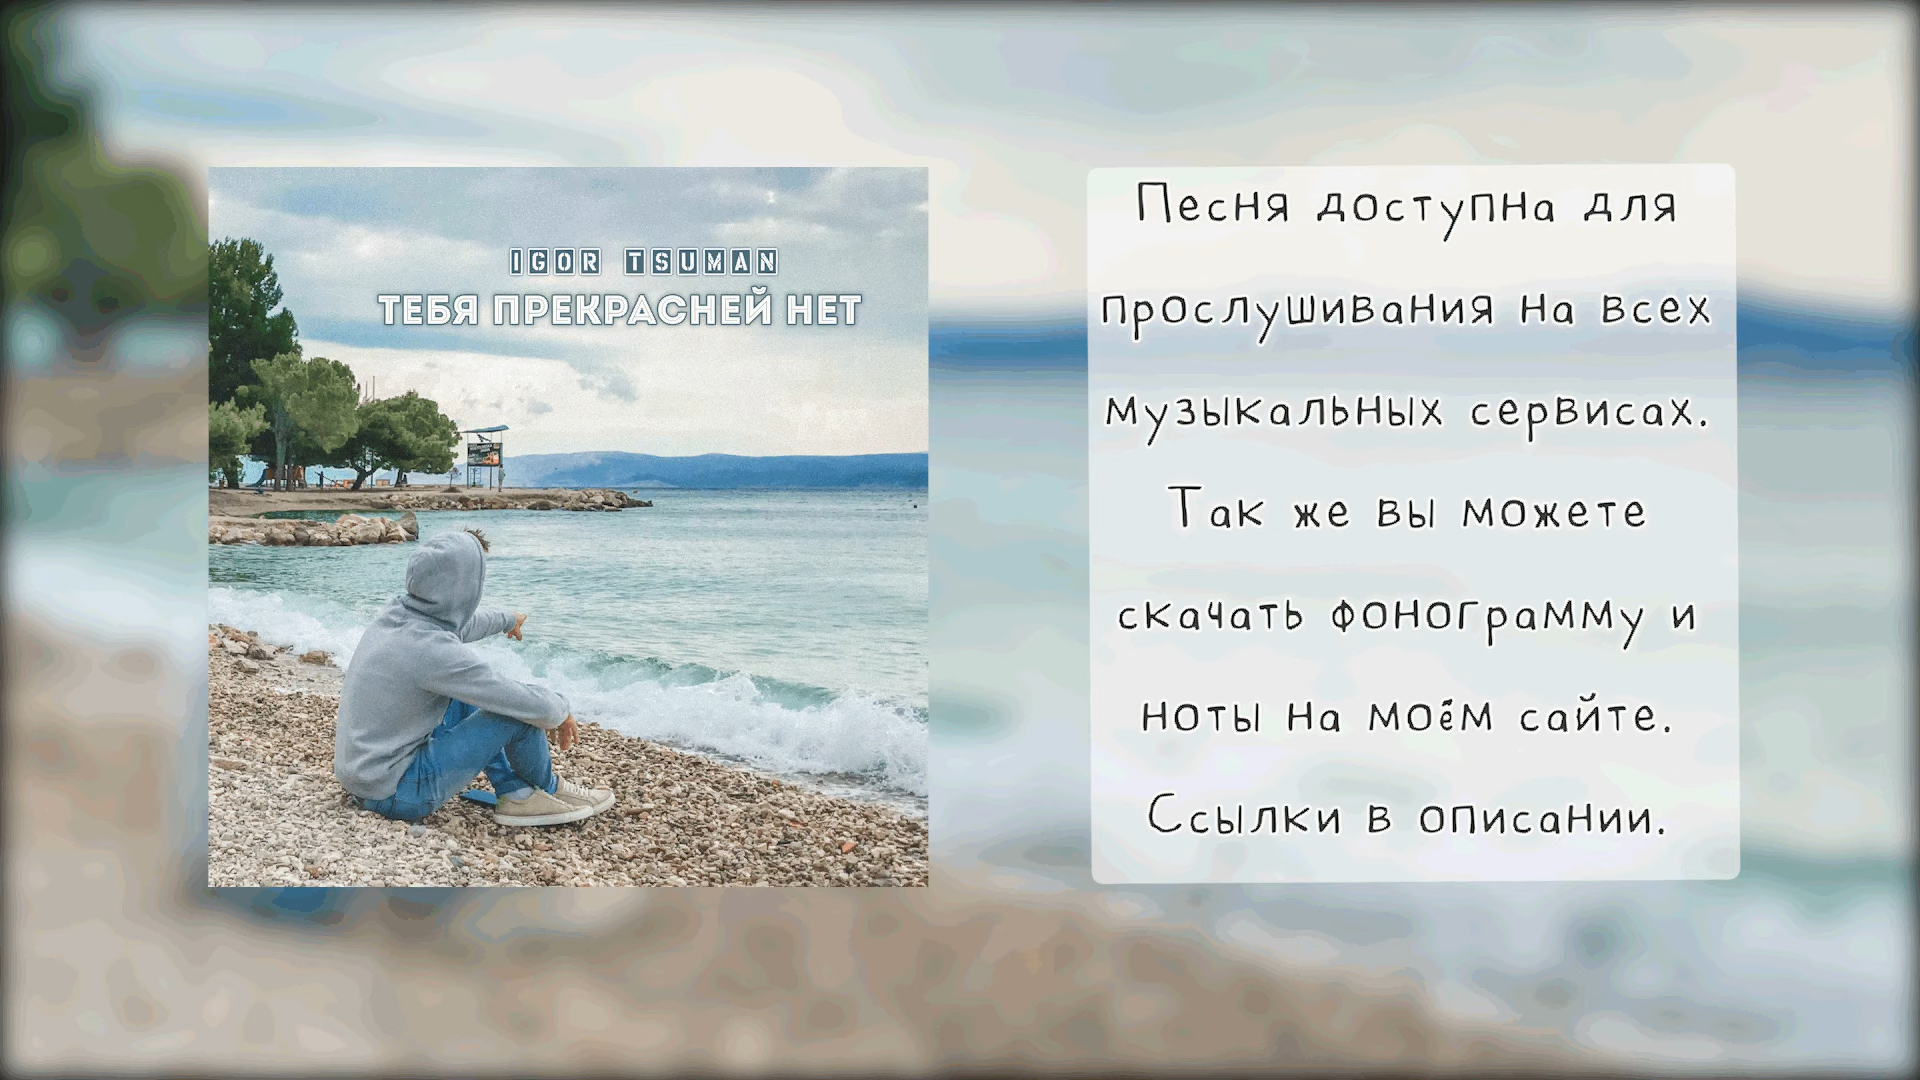 IGOR TSUMAN
ТЕБЯ ПРЕКРАСНЕЙ НЕТ
Песня доступна для
прослушивания на всех
музыкальных сервисах.
Так же вы можете
скачать фонограмму и
ноты на моём сайте.
Ссылки в описании.